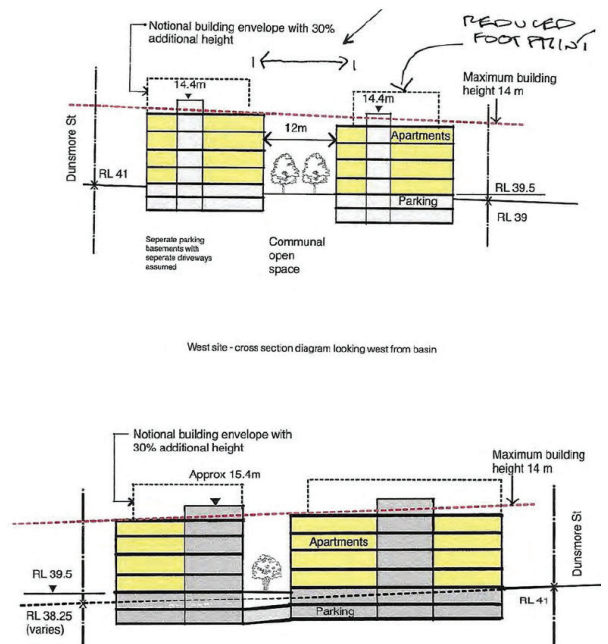 Notional building envelope with 30%
additional height
REDUCED
FOOTPRINT
14.4m
14.4m
Maximum building
height 14 m
12m
Apartments
Dunsmore St
RL 41
RL 39.5
Parking
RL 39
Seperate parking
basements with
seperate driveways
assumed
Communal
open
space
West site - cross section diagram looking west from basin
Notional building envelope with
30% additional height
Approx 15.4m
Maximum building
height 14 m
Apartments
Dunsmore St
RL 39.5
RL 41
RL 38.25
(varies)
Parking